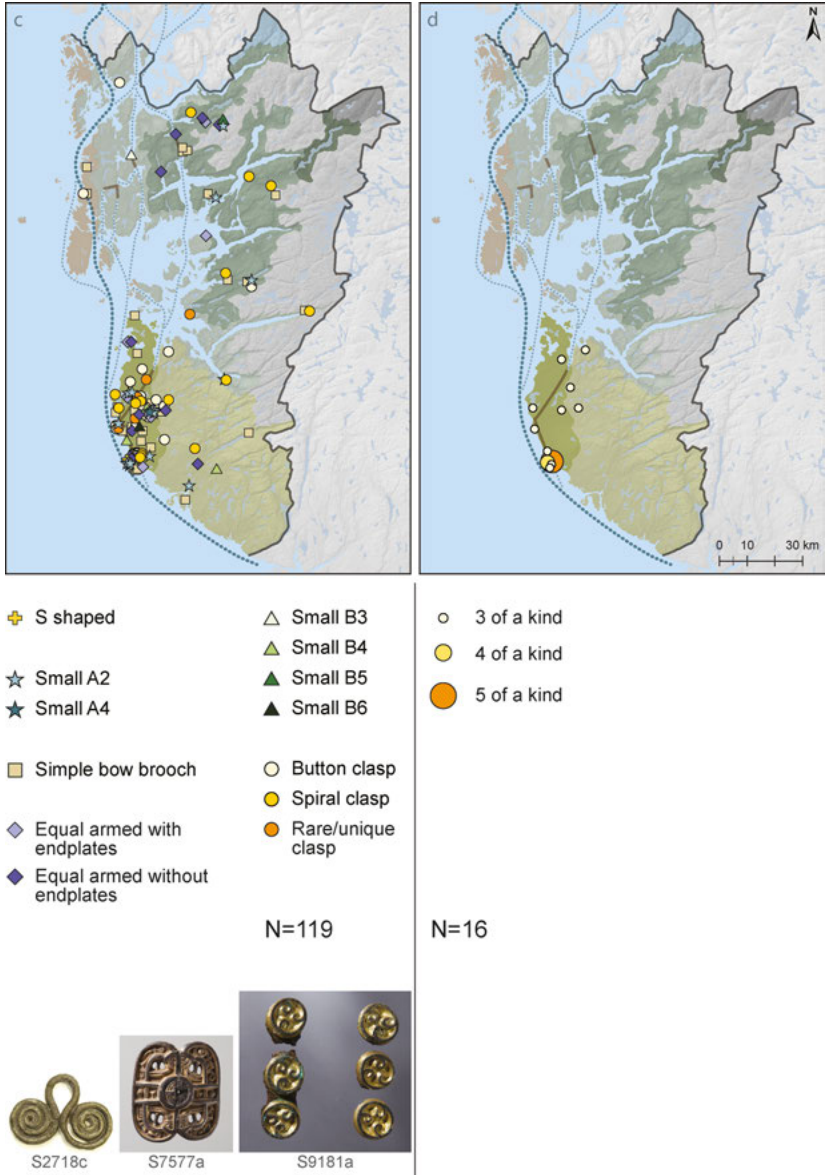 c
d
N
0 10 30 km
S shaped
Small A2
Small A4
Simple bow brooch
Equal armed with
endplates
Equal armed without
endplates
Small B3
Small B4
Small B5
Small B6
Button clasp
Spiral clasp
Rare/unique
clasp
N=119
3 of a kind
4 of a kind
5 of a kind
N=16
S2718c
S7577a
S9181a